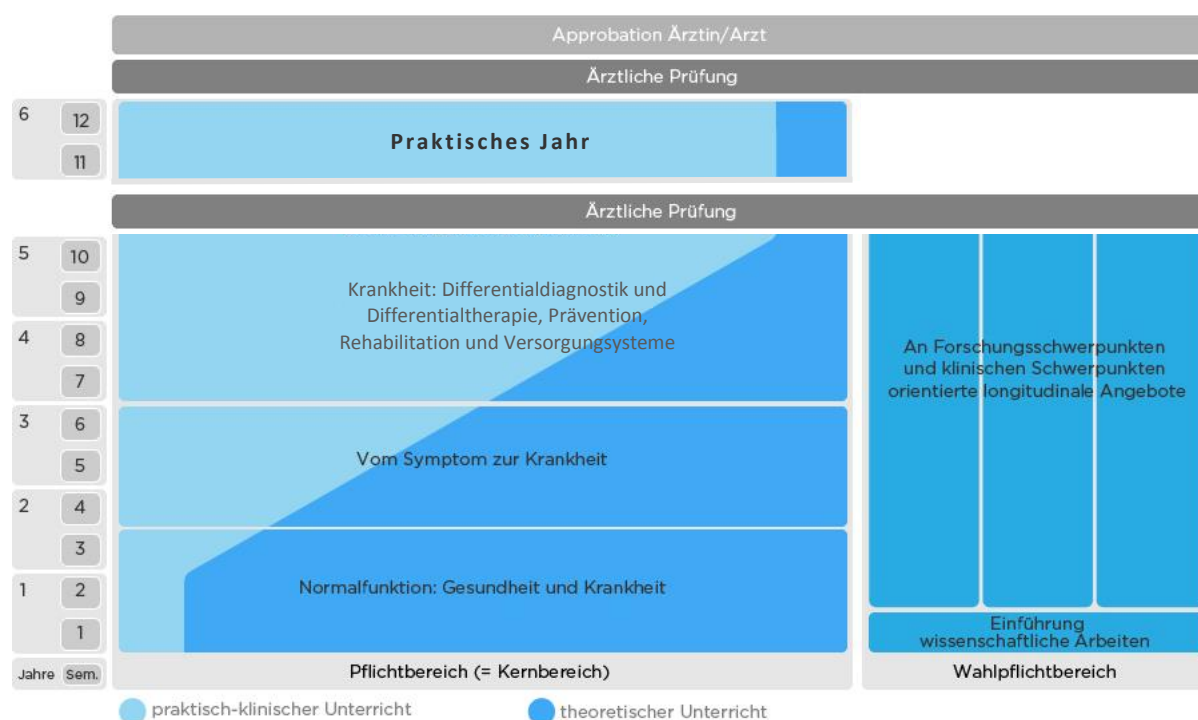 Approbation Ärztin/Arzt
Ärztliche Prüfung
6
12
11
Praktisches Jahr
Ärztliche Prüfung
5
10
9
4
8
7
Krankheit: Differentialdiagnostik und
Differentialtherapie, Prävention,
Rehabilitation und Versorgungsysteme
3
6
5
Vom Symptom zur Krankheit
2
4
3
1
2
1
Normalfunktion: Gesundheit und Krankheit
An Forschungsschwerpunkten
und klinischen Schwerpunkten
orientierte longitudinale Angebote
Einführung
wissenschaftliche Arbeiten
Jahre Sem.
Pflichtbereich (= Kernbereich)
Wahlpflichtbereich
praktisch-klinischer Unterricht
theoretischer Unterricht